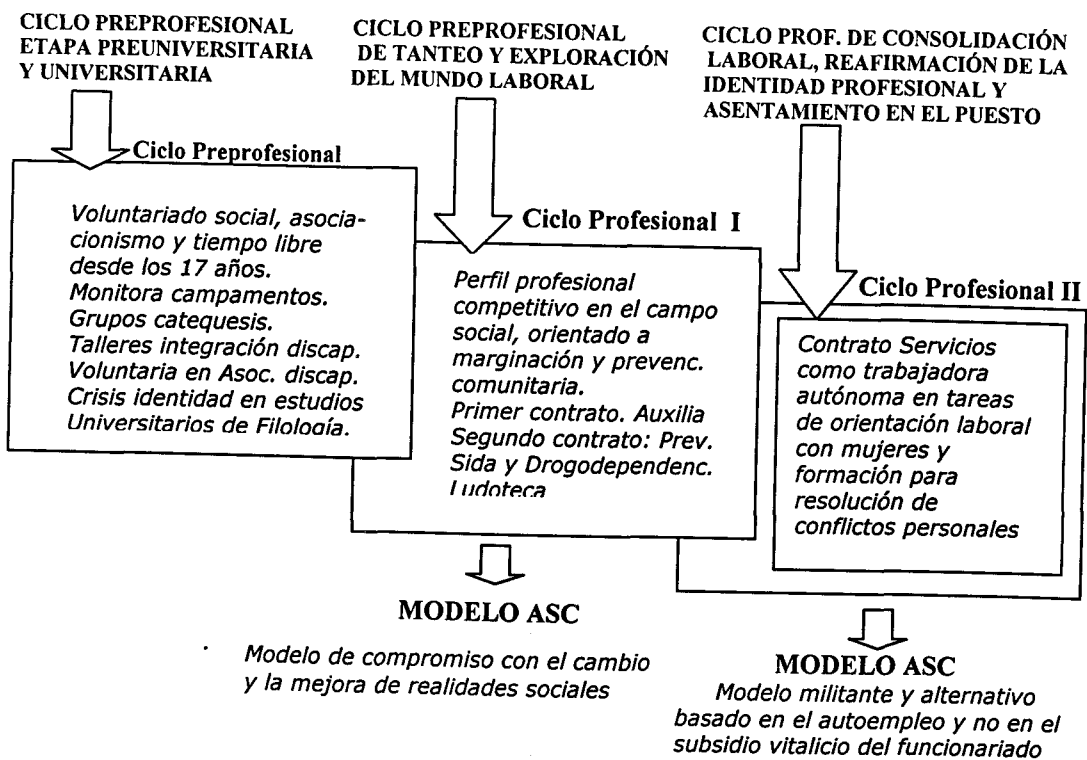 CICLO PREPROFESIONAL
ETAPA PREUNIVERSITARIA
Y UNIVERSITARIA
CICLO PREPROFESIONAL
DE TANTEO Y EXPLORACIÓN
DEL MUNDO LABORAL
CICLO PROF. DE CONSOLIDACIÓN
LABORAL, REAFIRMACIÓN DE LA
IDENTIDAD PROFESIONAL Y
ASENTAMIENTO EN EL PUESTO
Ciclo Preprofesional
Voluntariado social, asocia-
cionismo y tiempo libre
desde los 17 años.
Monitora campamentos.
Grupos catequesis.
Talleres integración discap.
Voluntaria en Asoc. discap.
Crisis identidad en estudios
Universitarios de Filología.
Ciclo Profesional I
Perfil profesional
competitivo en el campo
social, orientado a
marginación y prevenc.
comunitaria.
Primer contrato. Auxilia
Segundo contrato: Prev.
Sida y Drogodependenc.
Ludoteca
Ciclo Profesional II
Contrato Servicios
como trabajadora
autónoma en tareas
de orientación laboral
con mujeres y
formación para
resolución de
conflictos personales
MODELO ASC
Modelo de compromiso con el cambio
y la mejora de realidades sociales
MODELO ASC
Modelo militante y alternativo
basado en el autoempleo y no en el
subsidio vitalicio del funcionariado